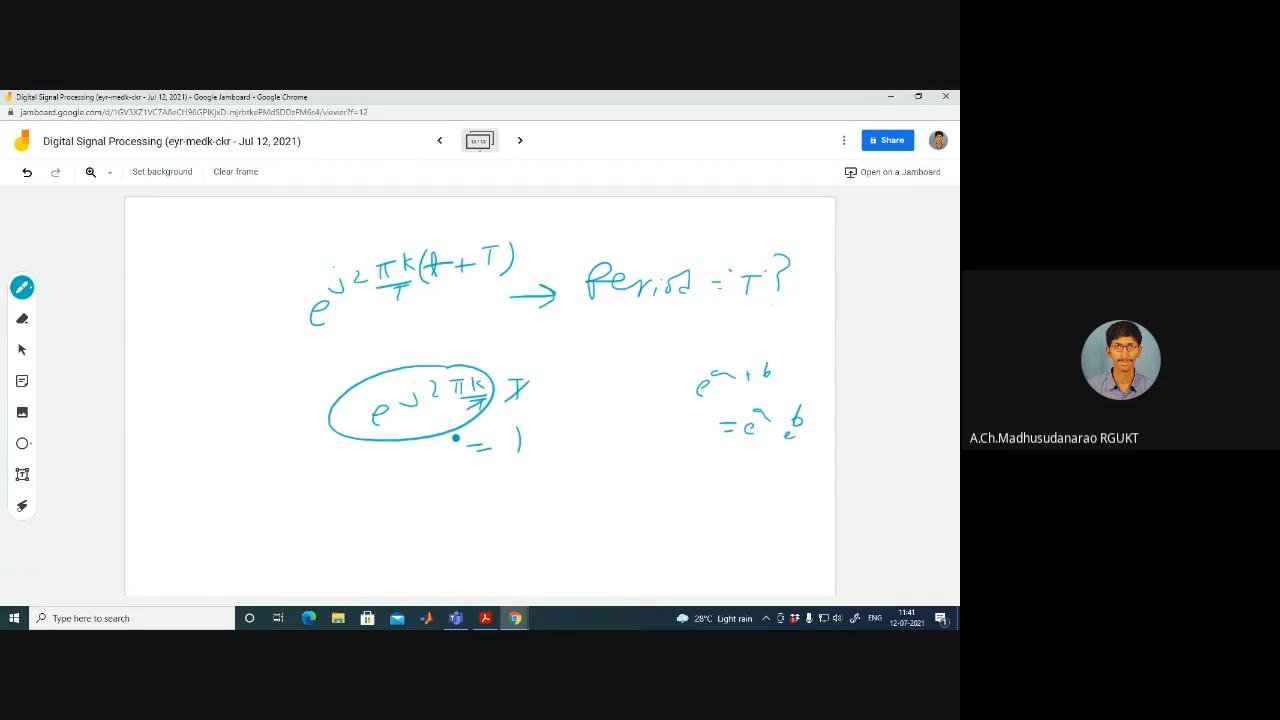 Digital Signal Processing (eyr-medk-ckr - Jul 12, 2021) - Google Jamboard - Google Chrome
Digital Signal Processing (eyr-medk-ckr - Jul 12, 2021)
Share
Set background
Clear frame
Open on a Jamboard
e^{j2πk/T(t+T)} → Period = 'T'?
e^{j2πk/T T}
= 1
e^{a+b}
= e^a e^b
A.Ch.Madhusudanarao RGUKT
Type here to search
28°C Light rain
ENG
11:41
12-07-2021